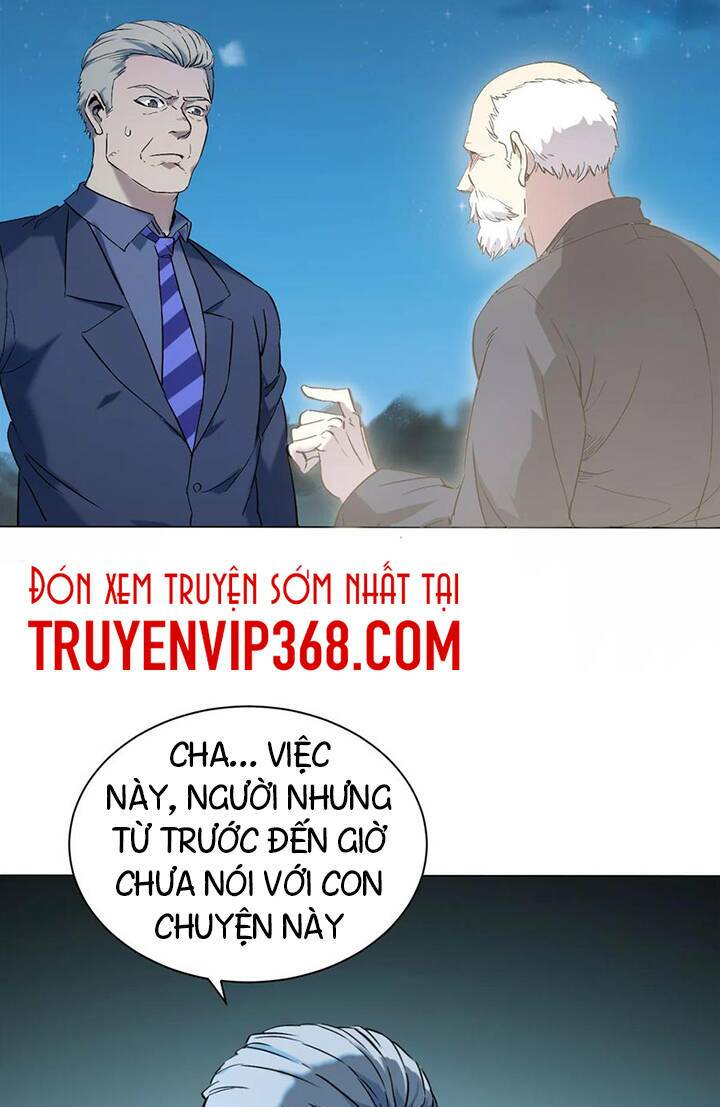 ĐÓN XEM TRUYỆN SỚM NHẤT TẠI
TRUYENVIP368.COM
CHA... VIỆC
NÀY, NGƯỜI NHƯNG
TỪ TRƯỚC ĐẾN GIỜ
CHƯA NÓI VỚI CON
CHUYỆN NÀY